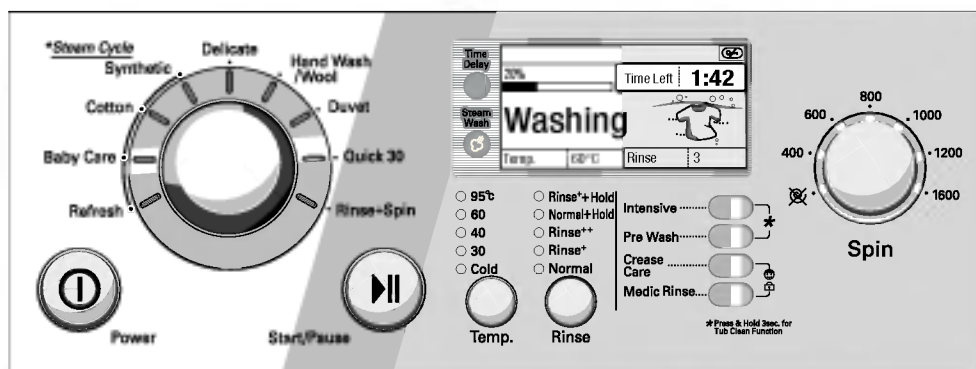 *Steam Cycle
Delicate
Synthetic
Hand Wash
/Wool
Cotton
Duvet
Baby Care
Quick 30
Refresh
Rinse+Spin
Power
Start/Pause
Time
Delay
Steam
Wash
20%
Time Left 1:42
Washing
Temp. 60°C Rinse 3
95°C
60
40
30
Cold
Temp.
Rinse⁺+Hold
Normal+Hold
Rinse⁺⁺
Rinse⁺
Normal
Rinse
Intensive
Pre Wash
*
Crease
Care
Medic Rinse
*Press & Hold 3sec. for
Tub Clean Function
800
600 1000
400 1200
1600
Spin